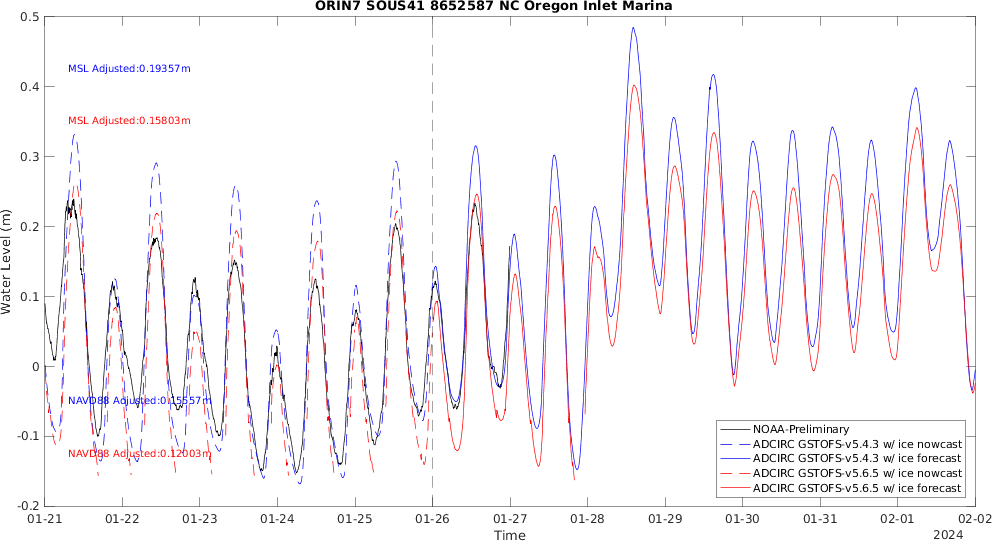 ORIN7 SOUS41 8652587 NC Oregon Inlet Marina
0.5
0.4
0.3
0.2
0.1
0
-0.1
-0.2
Water Level (m)
MSL Adjusted:0.19357m
MSL Adjusted:0.15803m
NAVD88 Adjusted:0.15557m
NAVD88 Adjusted:0.12003m
NOAA-Preliminary
ADCIRC GSTOFS-v5.4.3 w/ ice nowcast
ADCIRC GSTOFS-v5.4.3 w/ ice forecast
ADCIRC GSTOFS-v5.6.5 w/ ice nowcast
ADCIRC GSTOFS-v5.6.5 w/ ice forecast
01-21 01-22 01-23 01-24 01-25 01-26 01-27 01-28 01-29 01-30 01-31 02-01 02-02
Time
2024